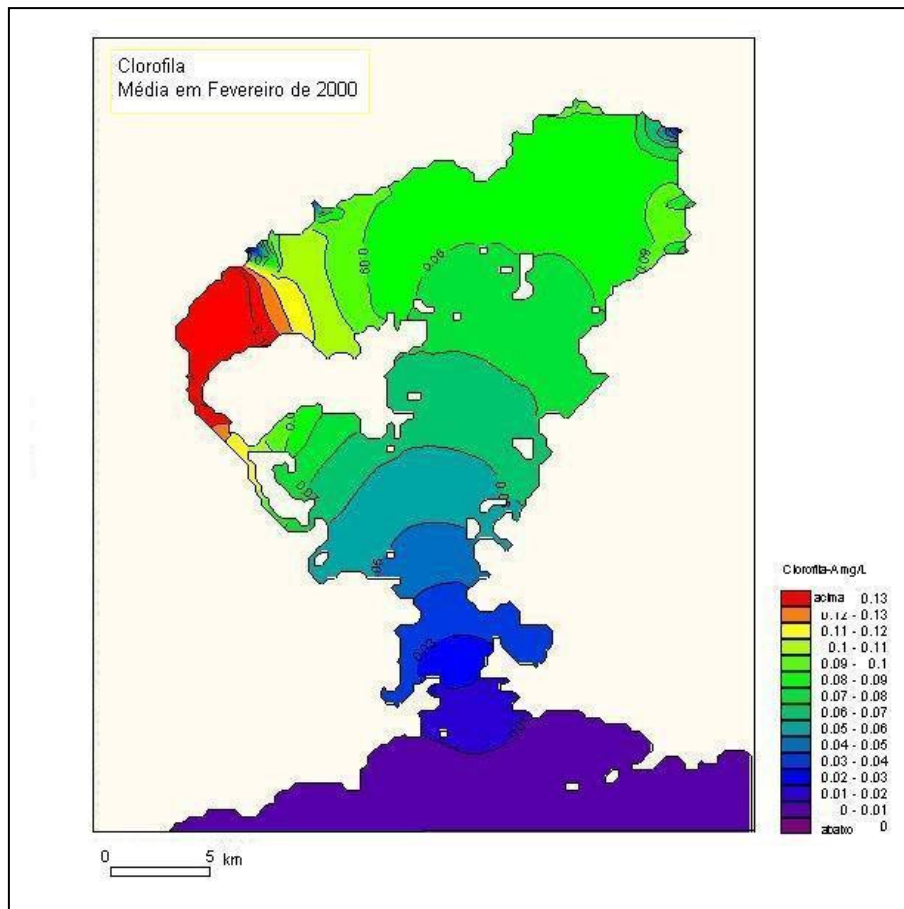 Clorofila
Média em Fevereiro de 2000
0.06
0.09
0.09
Clorofila-A mg/L
acima 0.13
0.12 - 0.13
0.11 - 0.12
0.1 - 0.11
0.09 - 0.1
0.08 - 0.09
0.07 - 0.08
0.06 - 0.07
0.05 - 0.06
0.04 - 0.05
0.03 - 0.04
0.02 - 0.03
0.01 - 0.02
0 - 0.01
abaixo 0
0 5 km